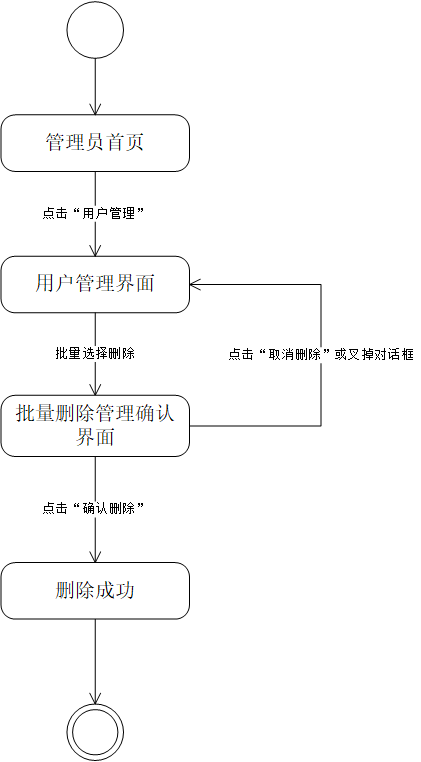 管理员首页
点击“用户管理”
用户管理界面
批量选择删除
点击“取消删除”或叉掉对话框
批量删除管理确认
界面
点击“确认删除”
删除成功